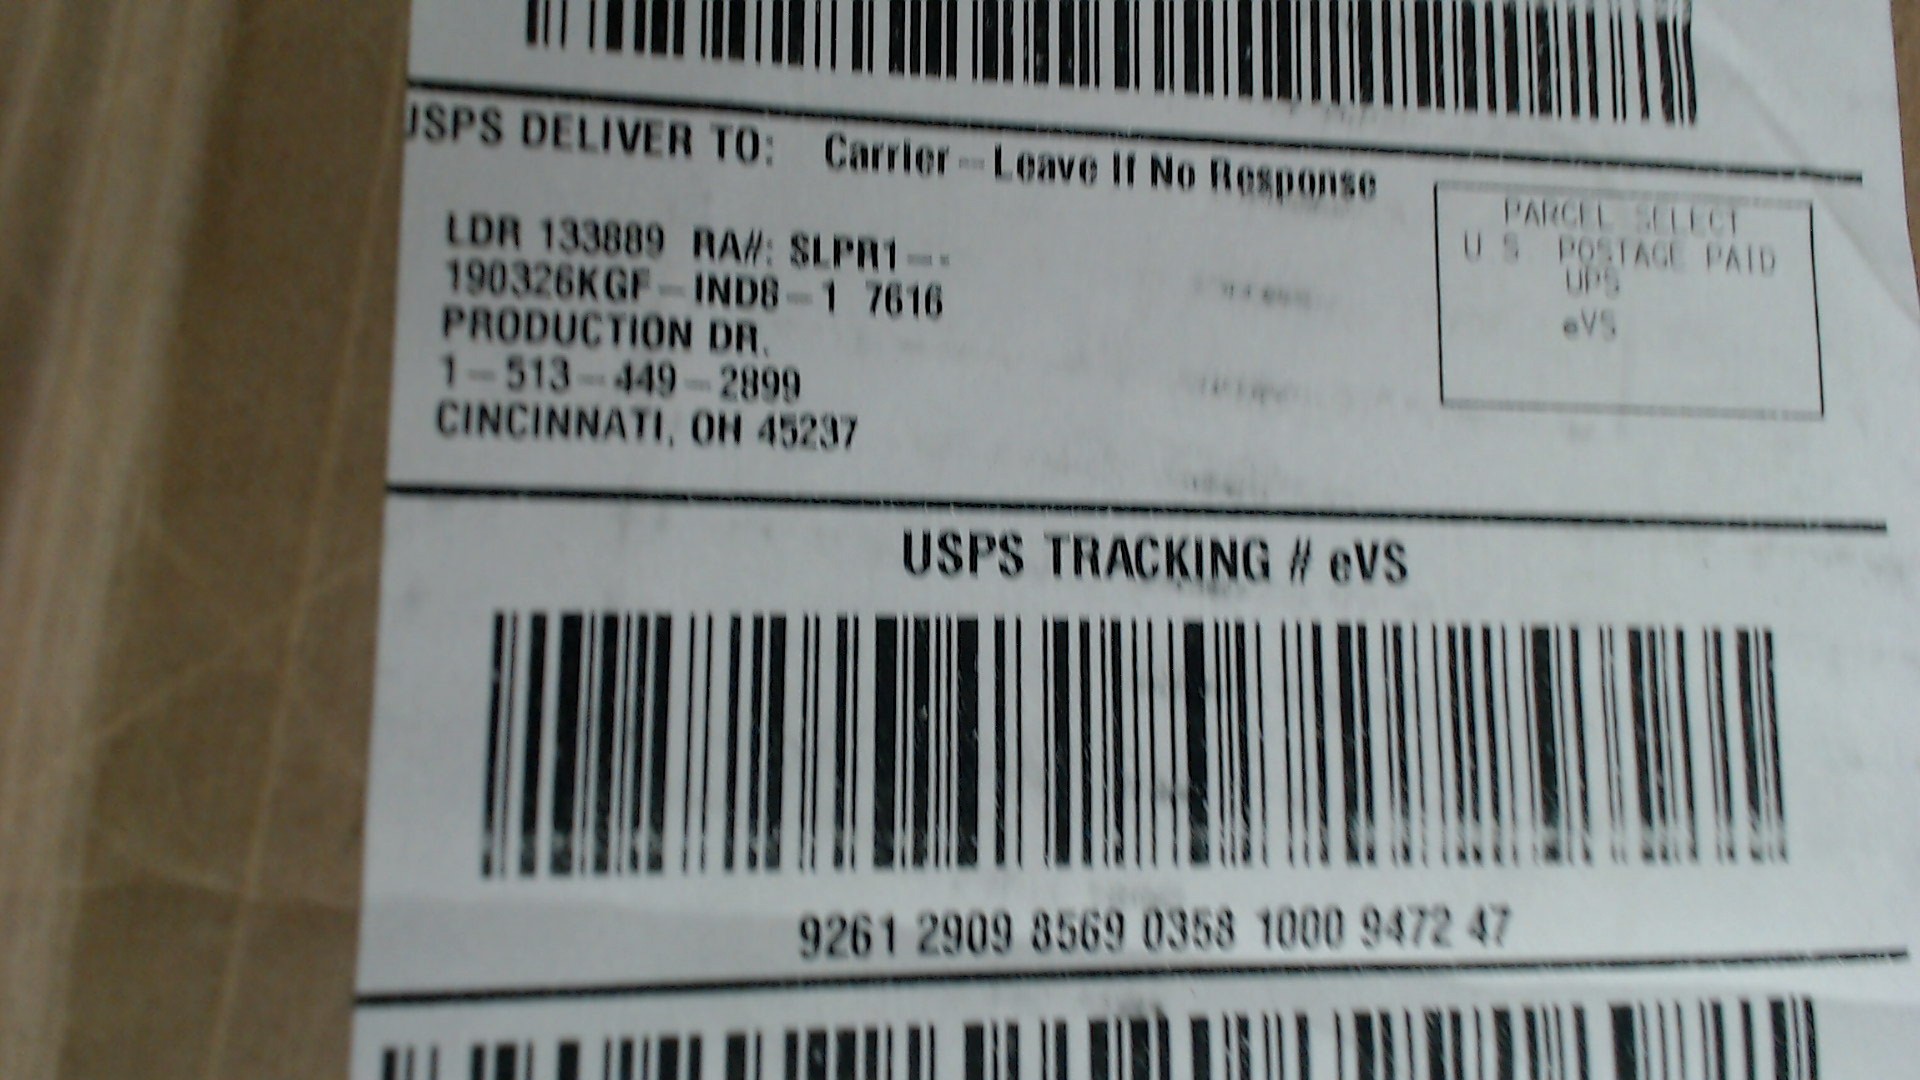 USPS DELIVER TO: Carrier - Leave If No Response
LDR 133889 RA#: SLPR1--
190326KGF-IND8-1 7616
PRODUCTION DR.
1-513-449-2899
CINCINNATI, OH 45237
PARCEL SELECT
U S POSTAGE PAID
UPS
eVS
USPS TRACKING # eVS
9261 2909 8569 0358 1000 9472 47